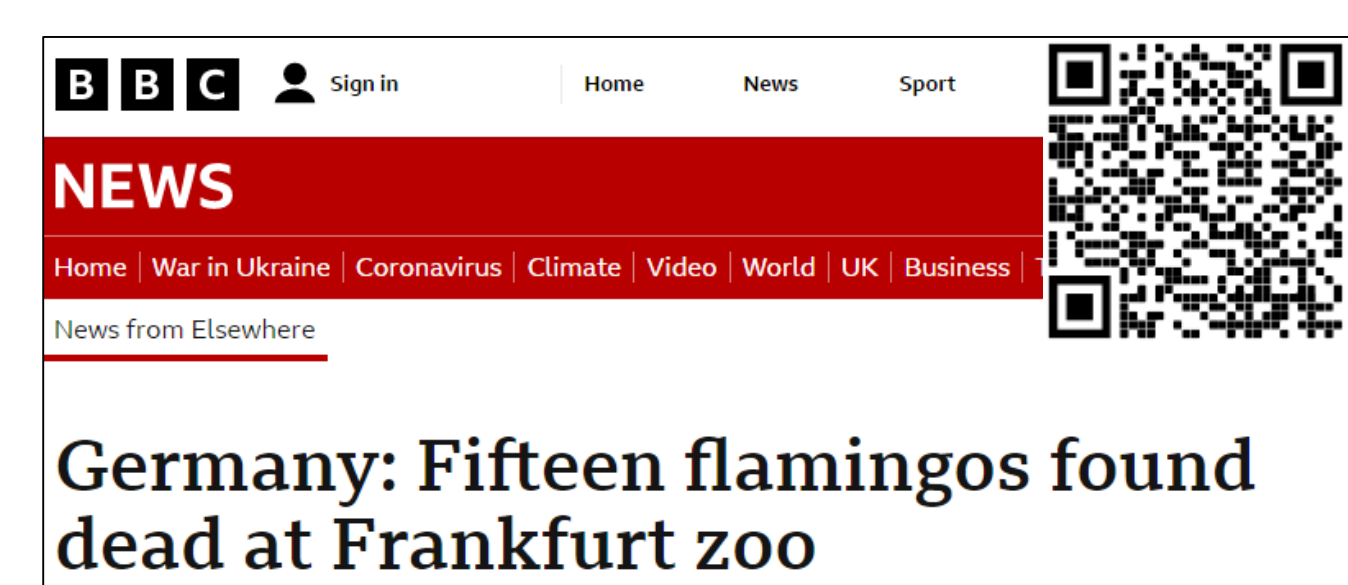 BBC Sign in Home News Sport
NEWS
Home War in Ukraine Coronavirus Climate Video World UK Business
News from Elsewhere
Germany: Fifteen flamingos found
dead at Frankfurt zoo